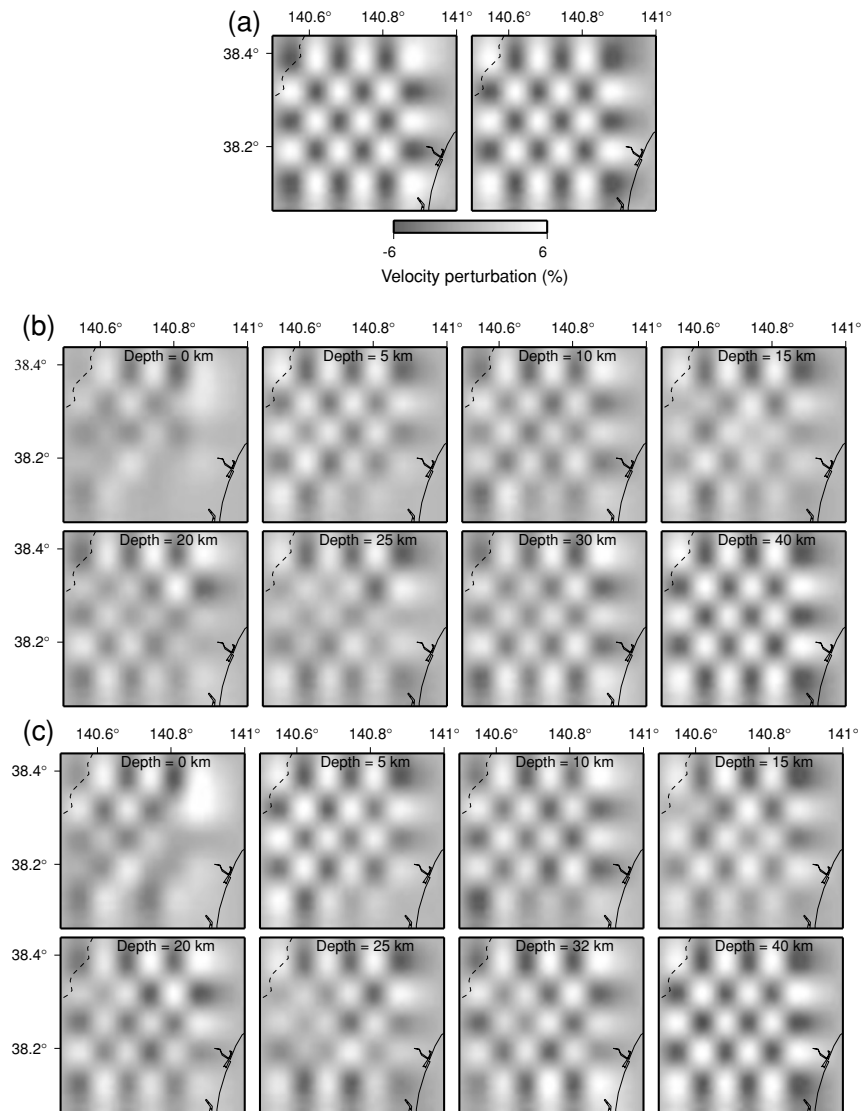 (a)
140.6° 140.8° 141°
140.6° 140.8° 141°
38.4°
38.2°
-6 6
Velocity perturbation (%)
(b)
140.6° 140.8° 141°
140.6° 140.8° 141°
140.6° 140.8° 141°
140.6° 140.8° 141°
38.4°
38.2°
Depth = 0 km
Depth = 5 km
Depth = 10 km
Depth = 15 km
38.4°
38.2°
Depth = 20 km
Depth = 25 km
Depth = 30 km
Depth = 40 km
(c)
140.6° 140.8° 141°
140.6° 140.8° 141°
140.6° 140.8° 141°
140.6° 140.8° 141°
38.4°
38.2°
Depth = 0 km
Depth = 5 km
Depth = 10 km
Depth = 15 km
38.4°
38.2°
Depth = 20 km
Depth = 25 km
Depth = 32 km
Depth = 40 km